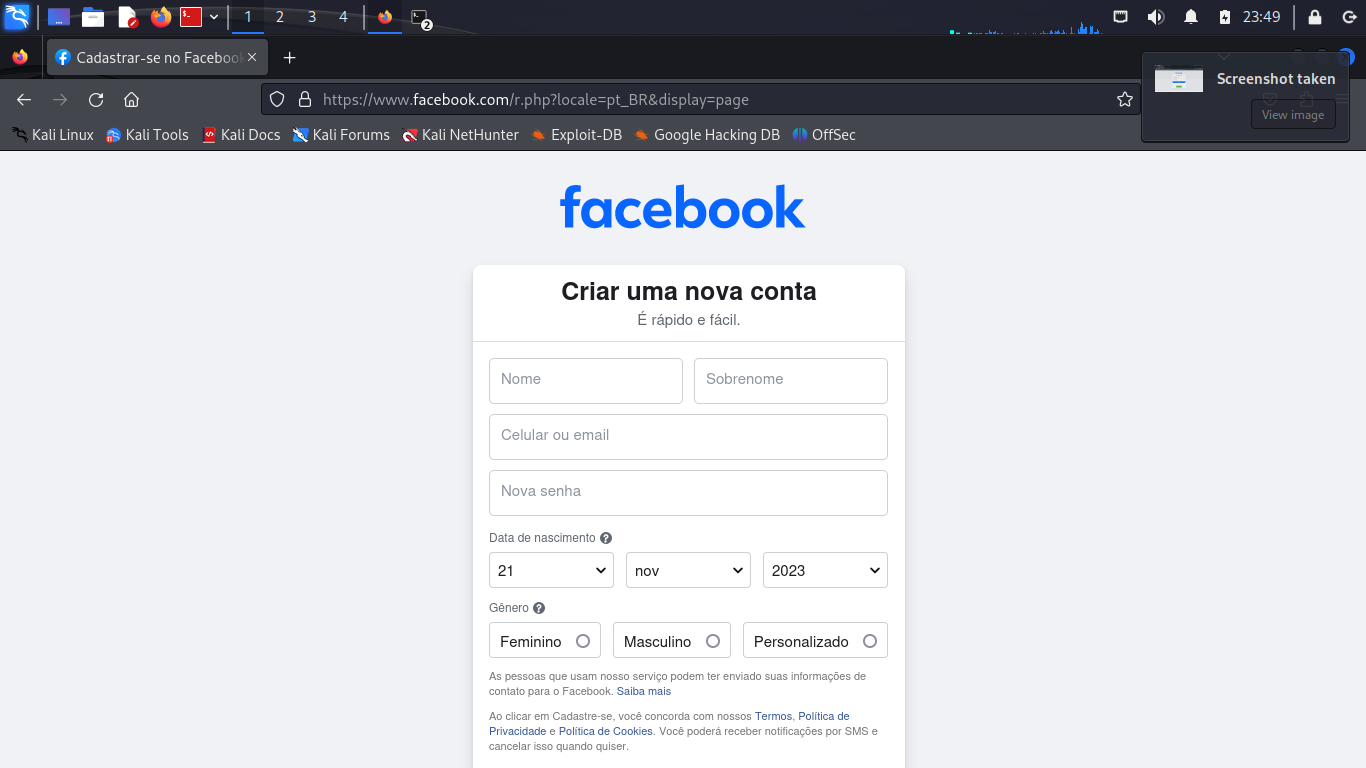 1 2 3 4 2 23:49
Cadastrar-se no Facebook
Screenshot taken
View image
https://www.facebook.com/r.php?locale=pt_BR&display=page
Kali Linux Kali Tools Kali Docs Kali Forums Kali NetHunter Exploit-DB Google Hacking DB OffSec
facebook
Criar uma nova conta
É rápido e fácil.
Nome Sobrenome
Celular ou email
Nova senha
Data de nascimento ?
21 nov 2023
Gênero ?
Feminino Masculino Personalizado
As pessoas que usam nosso serviço podem ter enviado suas informações de
contato para o Facebook. Saiba mais
Ao clicar em Cadastre-se, você concorda com nossos Termos, Política de
Privacidade e Política de Cookies. Você poderá receber notificações por SMS e
cancelar isso quando quiser.